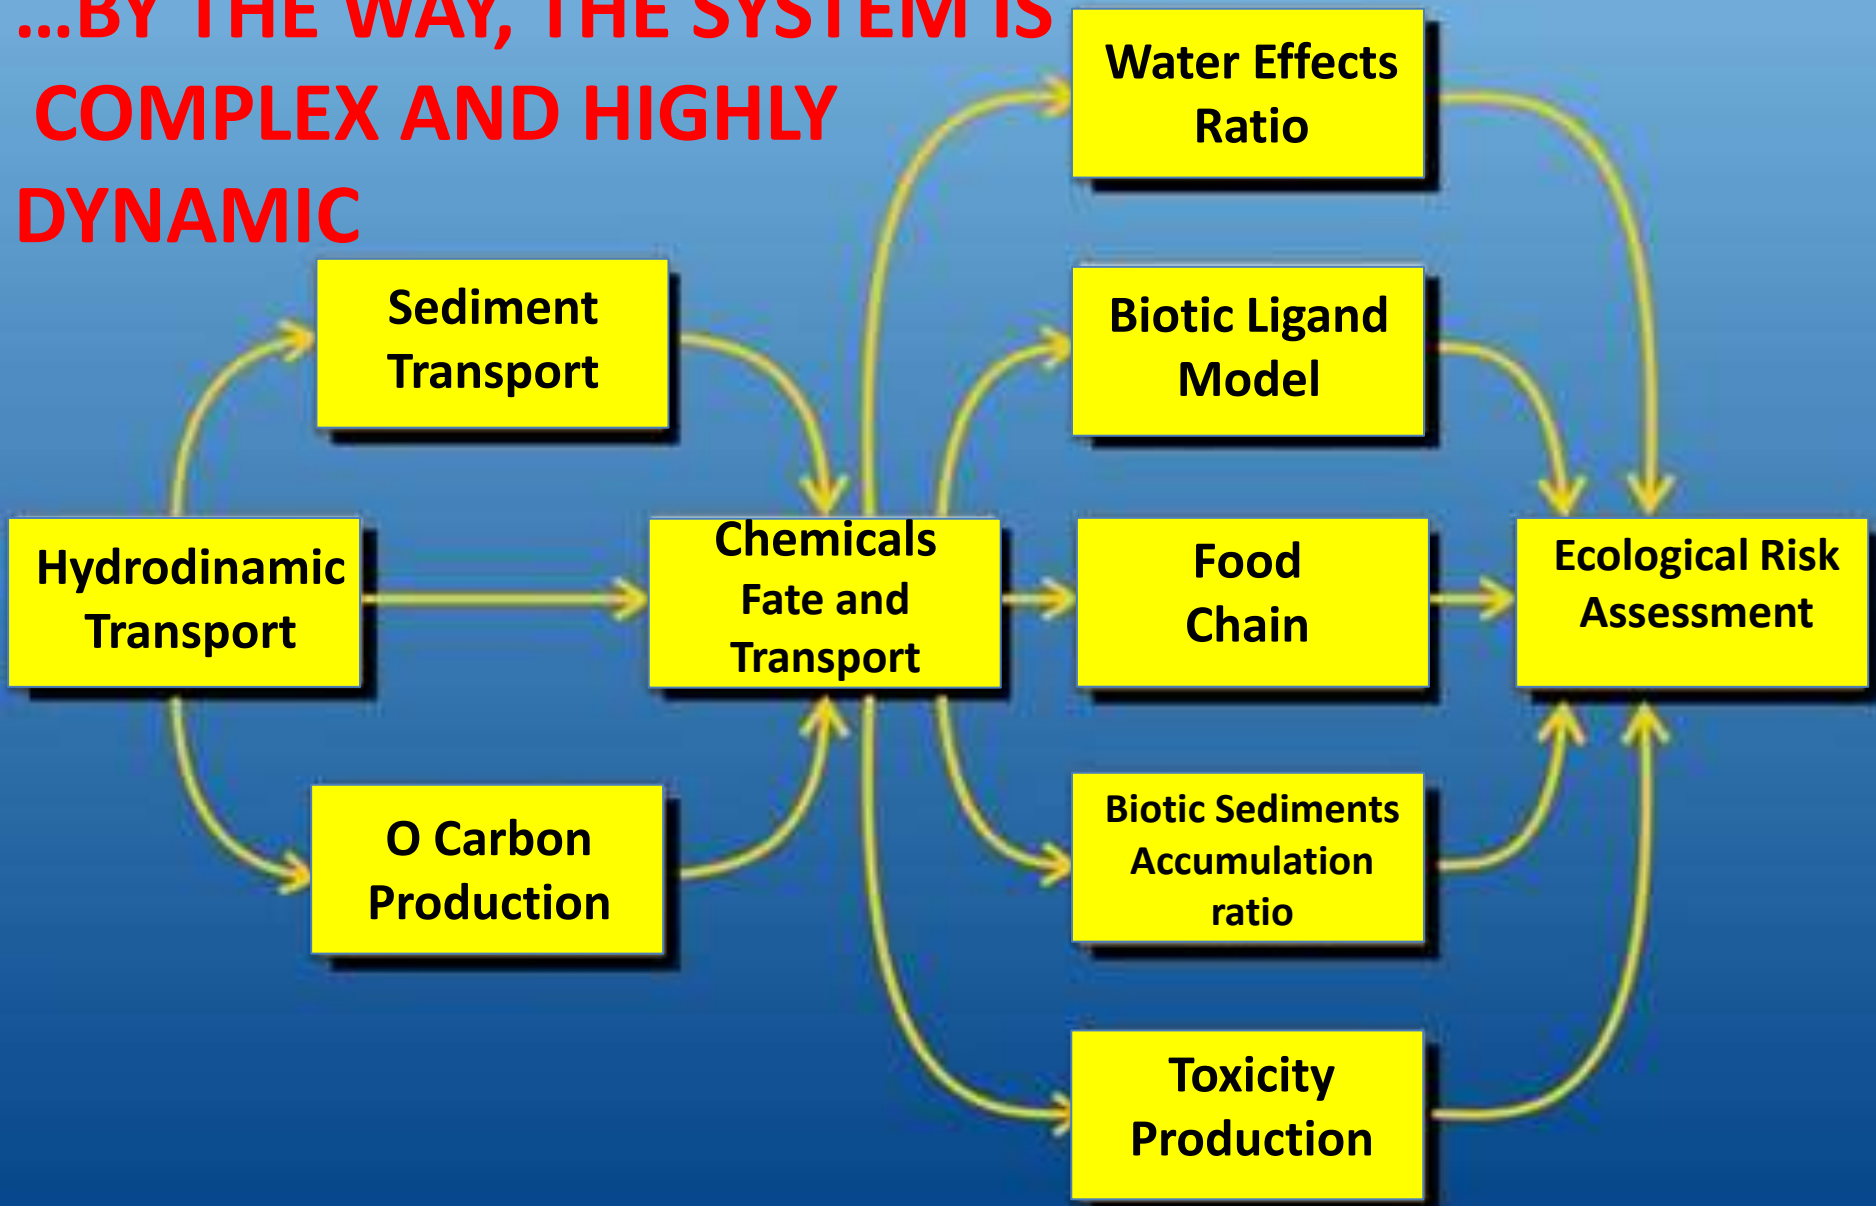 …BY THE WAY, THE SYSTEM IS
COMPLEX AND HIGHLY
DYNAMIC
Water Effects
Ratio
Sediment
Transport
Biotic Ligand
Model
Hydrodinamic
Transport
Chemicals
Fate and
Transport
Food
Chain
Ecological Risk
Assessment
O Carbon
Production
Biotic Sediments
Accumulation
ratio
Toxicity
Production